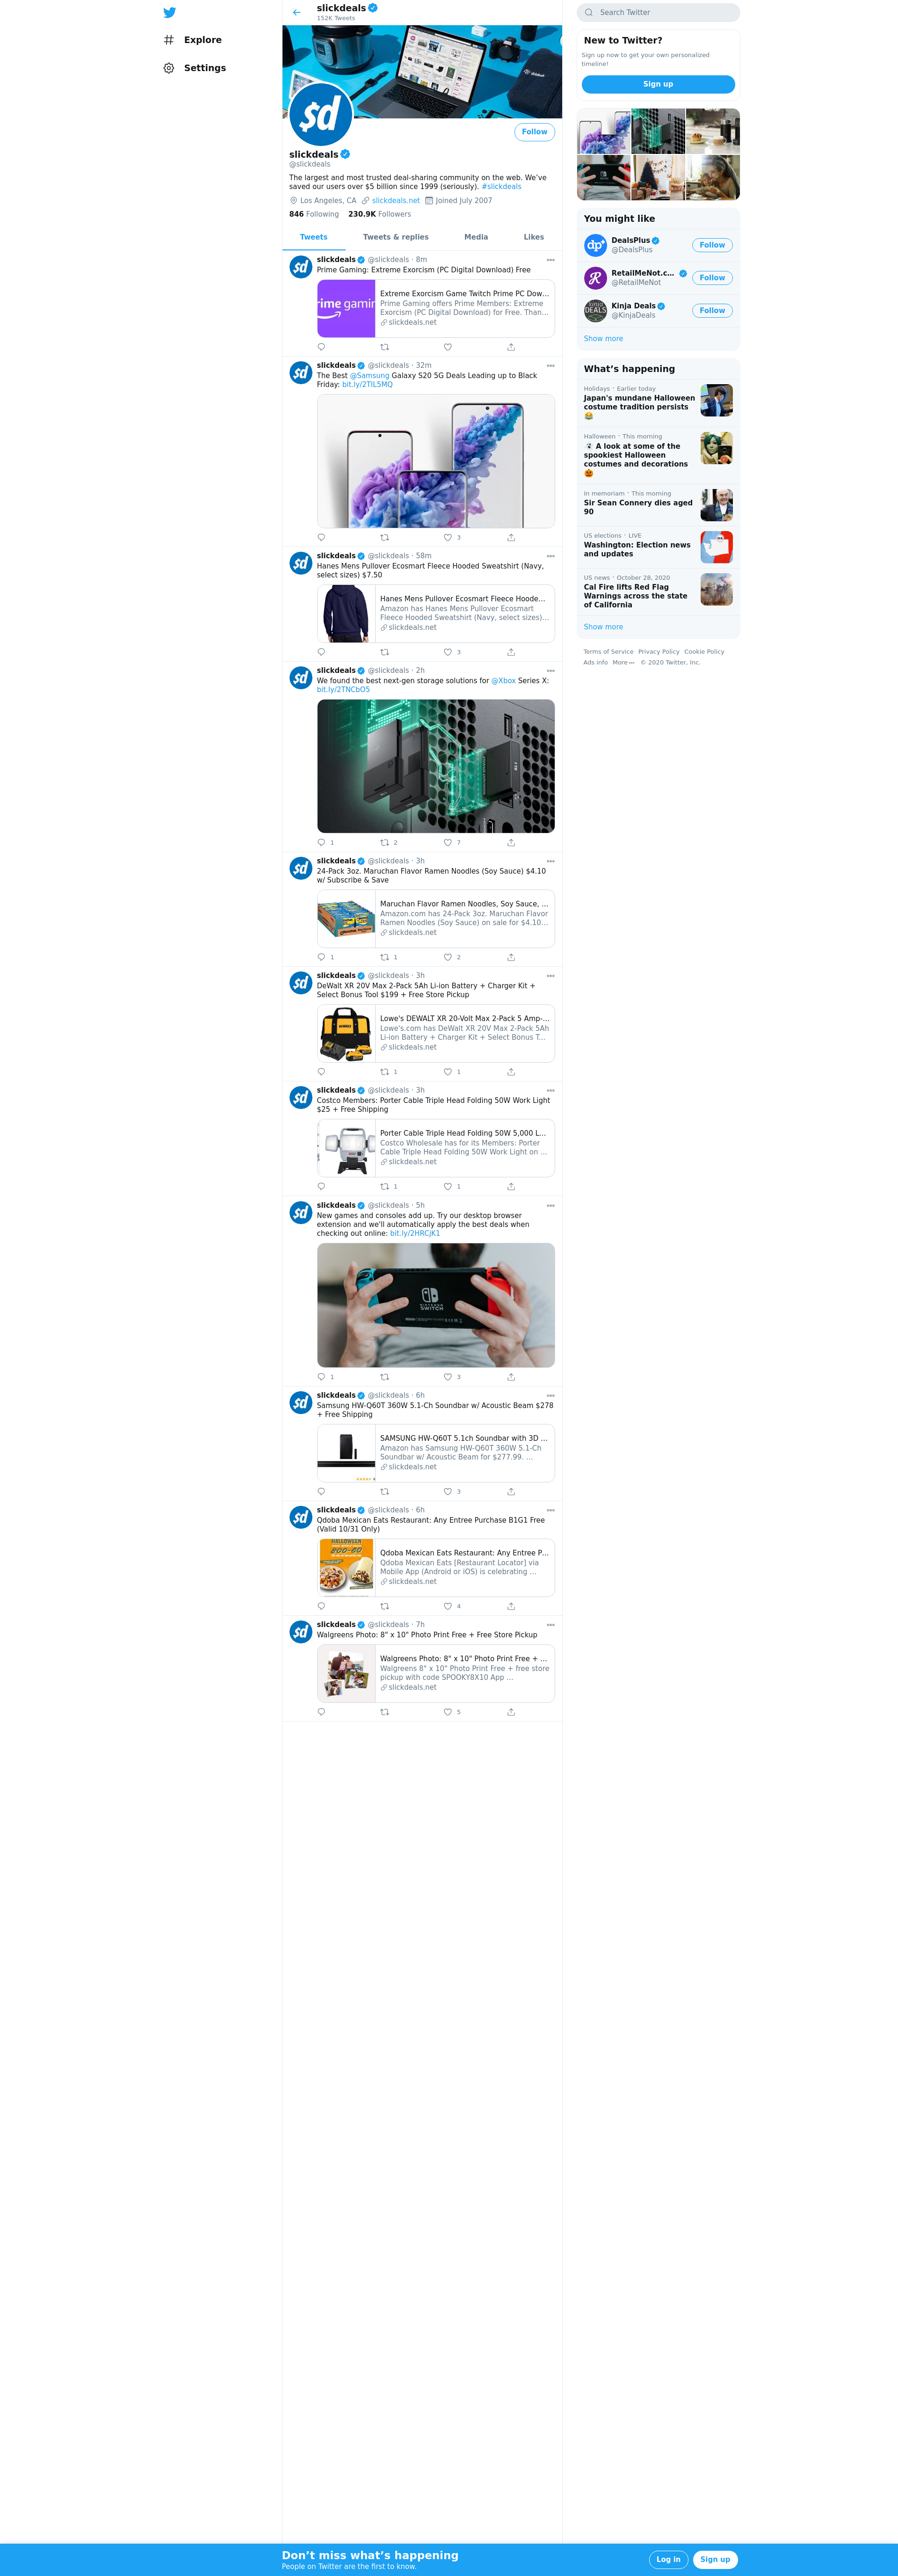 Explore
Settings
slickdeals
152K Tweets
$d
Follow
slickdeals
@slickdeals
The largest and most trusted deal-sharing community on the web. We’ve
saved our users over $5 billion since 1999 (seriously). #slickdeals
Los Angeles, CA slickdeals.net Joined July 2007
846 Following 230.9K Followers
Tweets Tweets & replies Media Likes
slickdeals @slickdeals · 8m
Prime Gaming: Extreme Exorcism (PC Digital Download) Free
Extreme Exorcism Game Twitch Prime PC Dow...
Prime Gaming offers Prime Members: Extreme
Exorcism (PC Digital Download) for Free. Than...
slickdeals.net
slickdeals @slickdeals · 32m
The Best @Samsung Galaxy S20 5G Deals Leading up to Black
Friday: bit.ly/2TIL5MQ
3
slickdeals @slickdeals · 58m
Hanes Mens Pullover Ecosmart Fleece Hooded Sweatshirt (Navy,
select sizes) $7.50
Hanes Mens Pullover Ecosmart Fleece Hoode...
Amazon has Hanes Mens Pullover Ecosmart
Fleece Hooded Sweatshirt (Navy, select sizes)...
slickdeals.net
3
slickdeals @slickdeals · 2h
We found the best next-gen storage solutions for @Xbox Series X:
bit.ly/2TNCbO5
1 2 7
slickdeals @slickdeals · 3h
24-Pack 3oz. Maruchan Flavor Ramen Noodles (Soy Sauce) $4.10
w/ Subscribe & Save
Maruchan Flavor Ramen Noodles, Soy Sauce, ...
Amazon.com has 24-Pack 3oz. Maruchan Flavor
Ramen Noodles (Soy Sauce) on sale for $4.10...
slickdeals.net
1 1 2
slickdeals @slickdeals · 3h
DeWalt XR 20V Max 2-Pack 5Ah Li-ion Battery + Charger Kit +
Select Bonus Tool $199 + Free Store Pickup
Lowe's DEWALT XR 20-Volt Max 2-Pack 5 Amp-...
Lowe's.com has DeWalt XR 20V Max 2-Pack 5Ah
Li-ion Battery + Charger Kit + Select Bonus T...
slickdeals.net
1 1
slickdeals @slickdeals · 3h
Costco Members: Porter Cable Triple Head Folding 50W Work Light
$25 + Free Shipping
Porter Cable Triple Head Folding 50W 5,000 L...
Costco Wholesale has for its Members: Porter
Cable Triple Head Folding 50W Work Light on ...
slickdeals.net
1 1
slickdeals @slickdeals · 5h
New games and consoles add up. Try our desktop browser
extension and we'll automatically apply the best deals when
checking out online: bit.ly/2HRCjK1
NINTENDO
SWITCH
1 3
slickdeals @slickdeals · 6h
Samsung HW-Q60T 360W 5.1-Ch Soundbar w/ Acoustic Beam $278
+ Free Shipping
SAMSUNG HW-Q60T 5.1ch Soundbar with 3D ...
Amazon has Samsung HW-Q60T 360W 5.1-Ch
Soundbar w/ Acoustic Beam for $277.99. ...
slickdeals.net
3
slickdeals @slickdeals · 6h
Qdoba Mexican Eats Restaurant: Any Entree Purchase B1G1 Free
(Valid 10/31 Only)
HALLOWEEN
BOO-GO
Qdoba Mexican Eats Restaurant: Any Entree P...
Qdoba Mexican Eats [Restaurant Locator] via
Mobile App (Android or iOS) is celebrating ...
slickdeals.net
4
slickdeals @slickdeals · 7h
Walgreens Photo: 8" x 10" Photo Print Free + Free Store Pickup
Walgreens Photo: 8" x 10" Photo Print Free + ...
Walgreens 8" x 10" Photo Print Free + free store
pickup with code SPOOKY8X10 App ...
slickdeals.net
5
Search Twitter
New to Twitter?
Sign up now to get your own personalized
timeline!
Sign up
You might like
DealsPlus
@DealsPlus
Follow
RetailMeNot.c...
@RetailMeNot
Follow
Kinja Deals
@KinjaDeals
Follow
Show more
What’s happening
Holidays · Earlier today
Japan's mundane Halloween
costume tradition persists
😂
Halloween · This morning
👻 A look at some of the
spookiest Halloween
costumes and decorations
🎃
In memoriam · This morning
Sir Sean Connery dies aged
90
US elections · LIVE
Washington: Election news
and updates
US news · October 28, 2020
Cal Fire lifts Red Flag
Warnings across the state
of California
Show more
Terms of Service Privacy Policy Cookie Policy
Ads info More © 2020 Twitter, Inc.
Don’t miss what’s happening
People on Twitter are the first to know.
Log in
Sign up